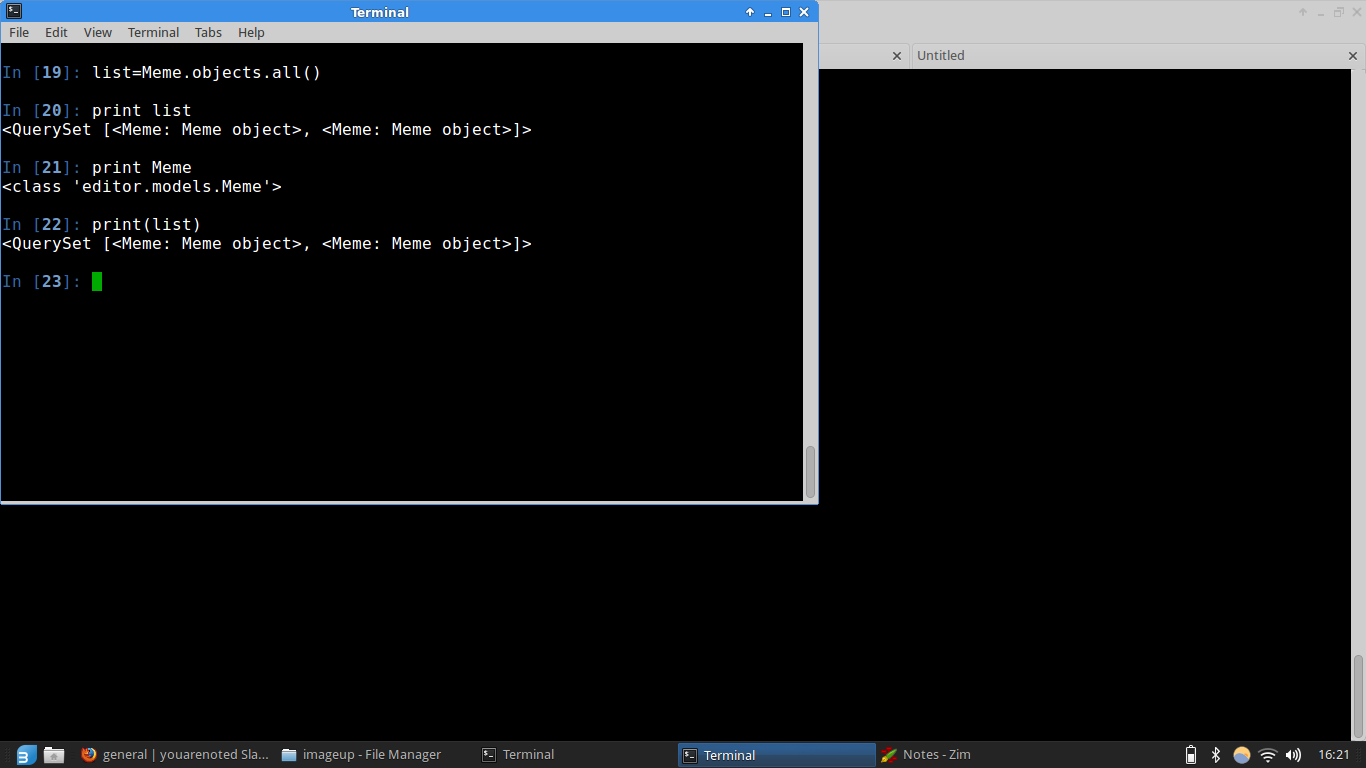 Terminal
File Edit View Terminal Tabs Help
Untitled
In [19]: list=Meme.objects.all()
In [20]: print list
<QuerySet [<Meme: Meme object>, <Meme: Meme object>]>
In [21]: print Meme
<class 'editor.models.Meme'>
In [22]: print(list)
<QuerySet [<Meme: Meme object>, <Meme: Meme object>]>
In [23]:
general | youarenoted Sla... imageup - File Manager Terminal Terminal Notes - Zim 16:21